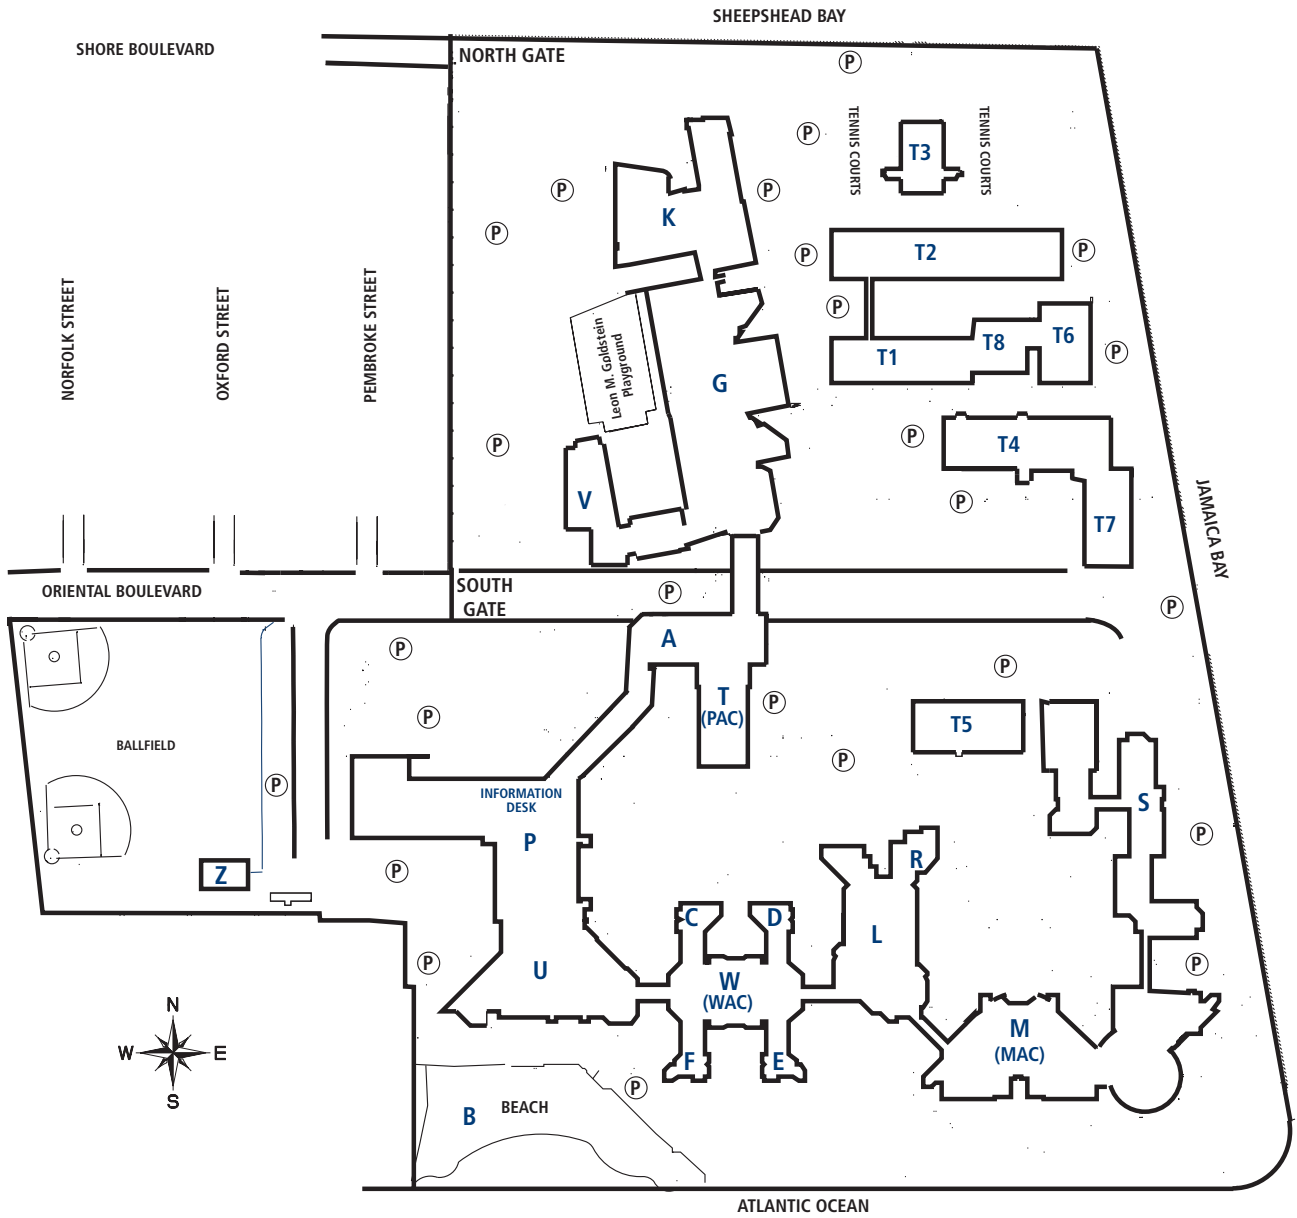 SHEEPSHEAD BAY
SHORE BOULEVARD
NORTH GATE
P
TENNIS COURTS
TENNIS COURTS
P
T3
P
P
K
P
T2
P
P
NORFOLK STREET
OXFORD STREET
PEMBROKE STREET
P
T8
T6
T1
P
Leon M. Goldstein
Playground
G
P
P
T4
V
P
T7
JAMAICA BAY
SOUTH
GATE
ORIENTAL BOULEVARD
P
P
A
P
P
T
(PAC)
P
P
T5
BALLFIELD
P
P
INFORMATION
DESK
S
P
P
R
Z
P
C
D
L
U
W
(WAC)
P
P
N
W
E
S
M
(MAC)
F
E
P
B
BEACH
ATLANTIC OCEAN